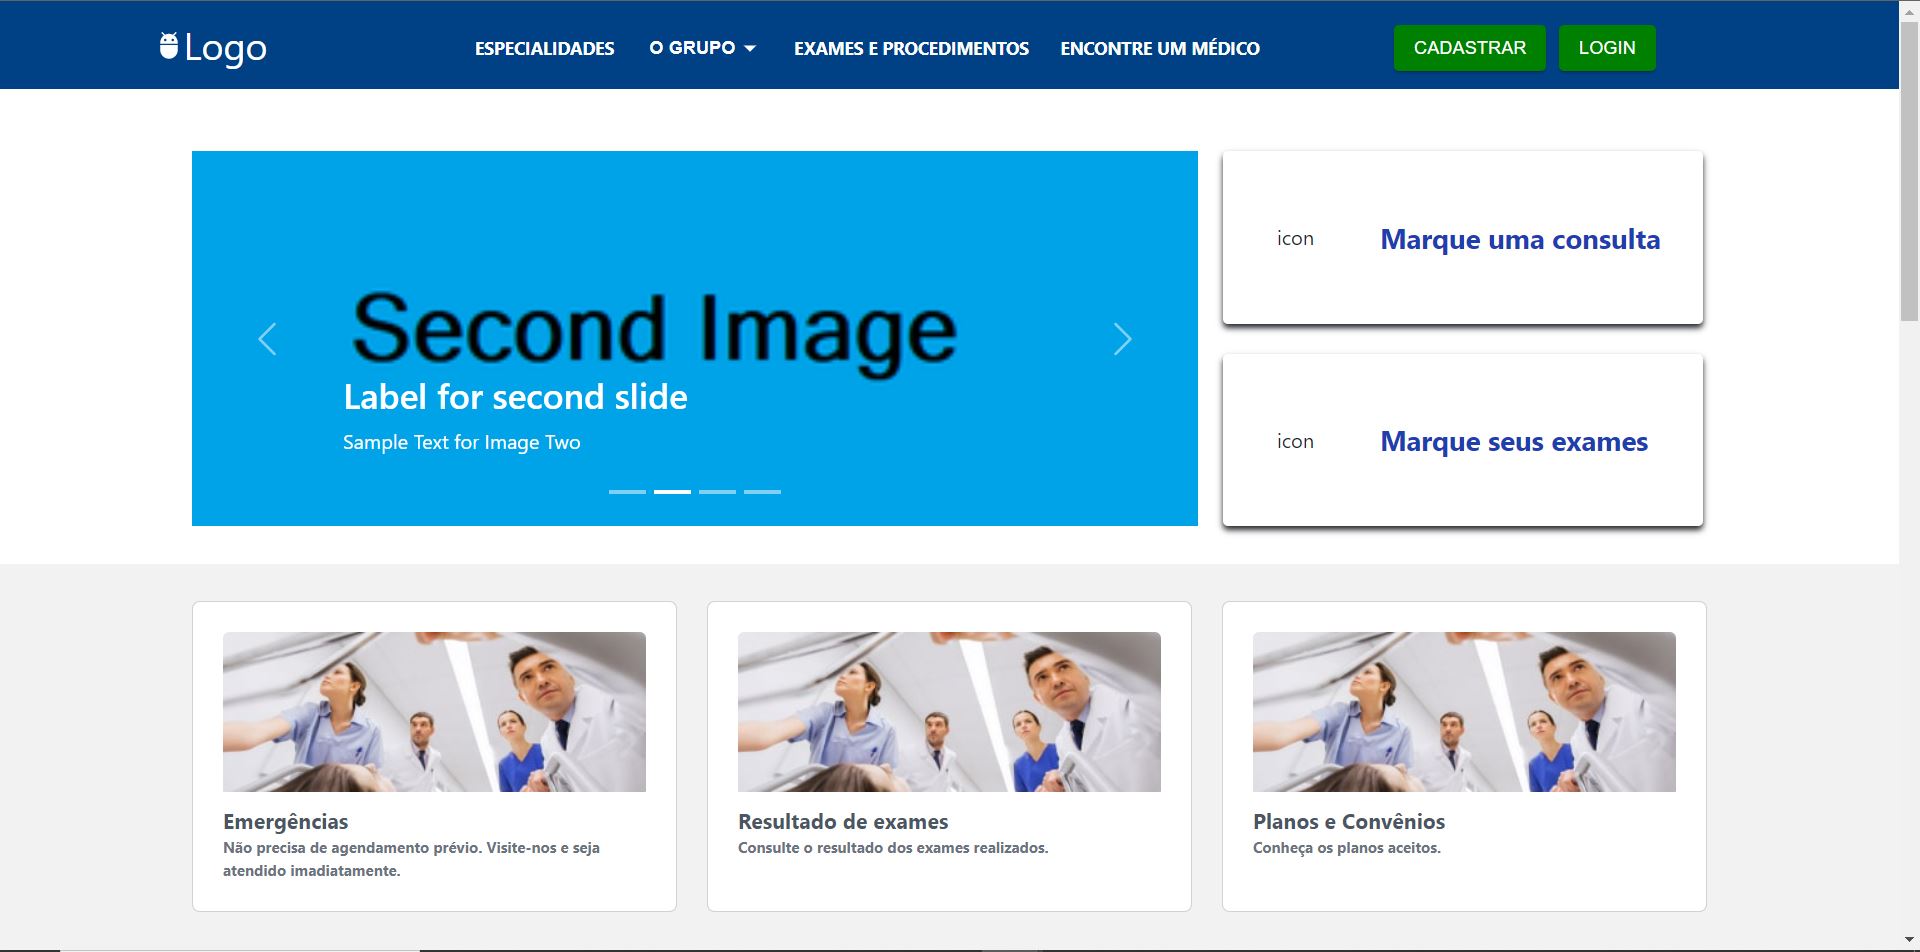 Logo
ESPECIALIDADES
O GRUPO
EXAMES E PROCEDIMENTOS
ENCONTRE UM MÉDICO
CADASTRAR
LOGIN
Second Image
Label for second slide
Sample Text for Image Two
icon
Marque uma consulta
icon
Marque seus exames
Emergências
Não precisa de agendamento prévio. Visite-nos e seja
atendido imadiatamente.
Resultado de exames
Consulte o resultado dos exames realizados.
Planos e Convênios
Conheça os planos aceitos.